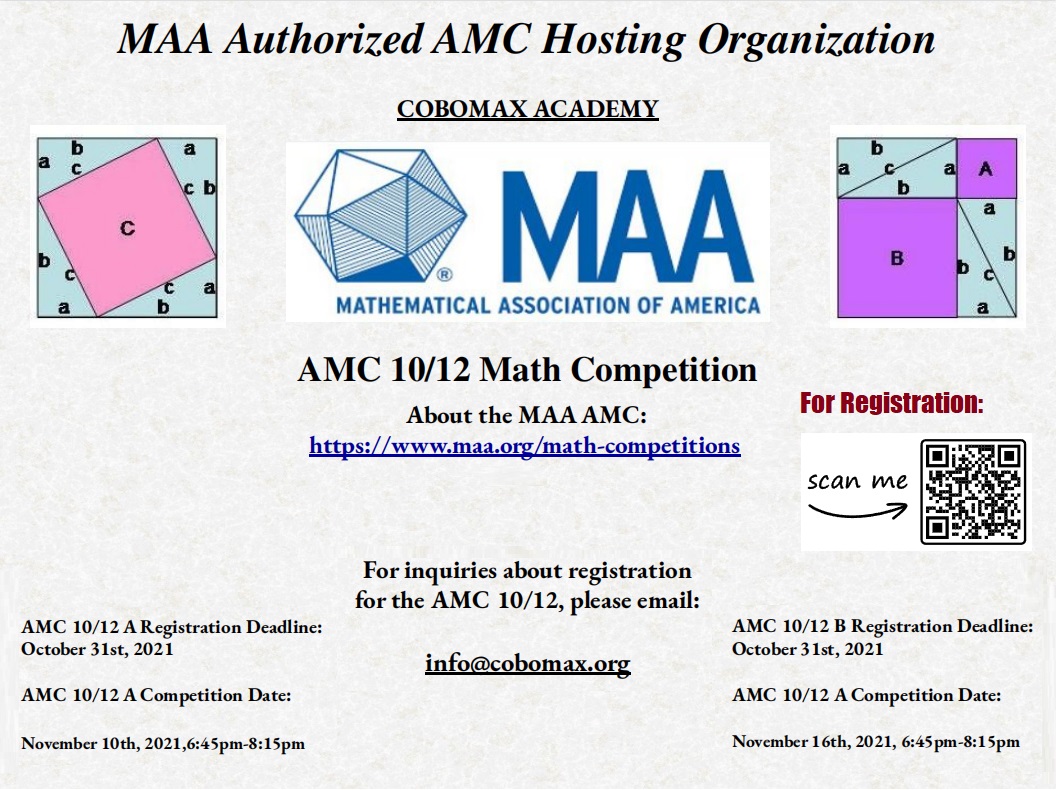 MAA Authorized AMC Hosting Organization
COBOMAX ACADEMY
b
a
c
a
c b
C
b
c
c
a
a
b
MAA
®
MATHEMATICAL ASSOCIATION OF AMERICA
b
a
c
a
A
b
a
B
b
b
c
a
AMC 10/12 Math Competition
About the MAA AMC:
https://www.maa.org/math-competitions
For Registration:
scan me
For inquiries about registration
for the AMC 10/12, please email:
info@cobomax.org
AMC 10/12 A Registration Deadline:
October 31st, 2021
AMC 10/12 A Competition Date:
November 10th, 2021,6:45pm-8:15pm
AMC 10/12 B Registration Deadline:
October 31st, 2021
AMC 10/12 A Competition Date:
November 16th, 2021, 6:45pm-8:15pm